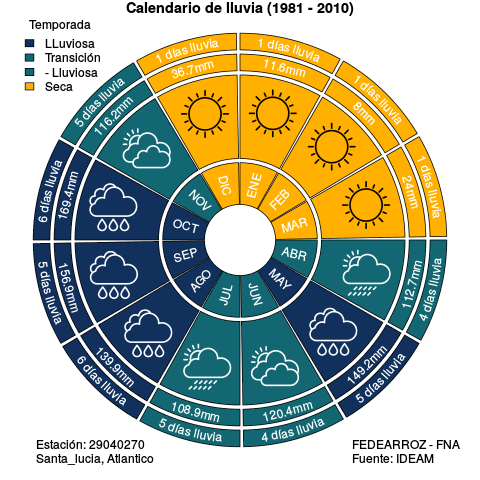 Calendario de lluvia (1981 - 2010)
Temporada
LLuviosa
Transición
- Lluviosa
Seca
ENE
11.8mm
1 días lluvia
FEB
8mm
1 días lluvia
MAR
24mm
1 días lluvia
ABR
112.7mm
4 días lluvia
MAY
149.2mm
5 días lluvia
JUN
120.4mm
4 días lluvia
JUL
108.9mm
5 días lluvia
AGO
139.9mm
6 días lluvia
SEP
156.9mm
5 días lluvia
OCT
169.4mm
6 días lluvia
NOV
116.2mm
5 días lluvia
DIC
36.7mm
1 días lluvia
Estación: 29040270
Santa_lucia, Atlantico
FEDEARROZ - FNA
Fuente: IDEAM